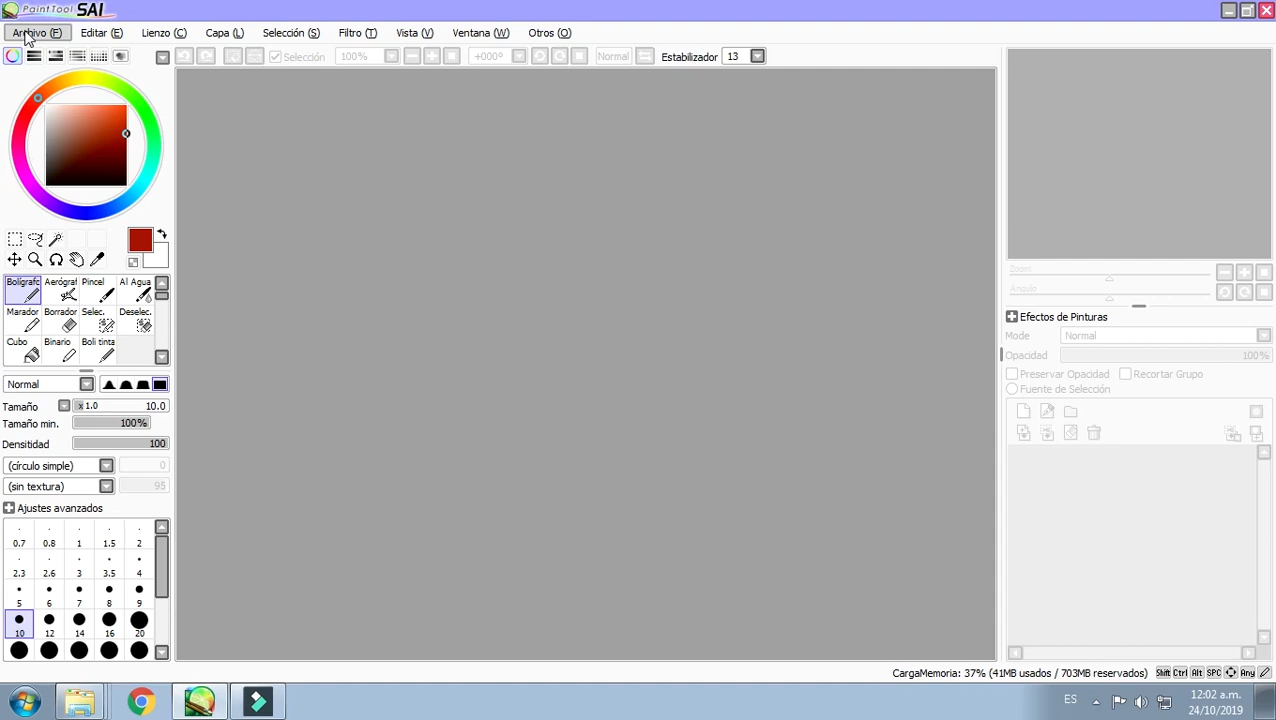 PaintTool SAI
Archivo (F) Editar (E) Lienzo (C) Capa (L) Selección (S) Filtro (T) Vista (V) Ventana (W) Otros (O)
Selección 100% +000° Normal Estabilizador 13
Bolígrafc Aerógraf Pincel Al Agua
Marador Borrador Selec. Deselec.
Cubo Binario Boli tinta
Normal
Tamaño x 1.0 10.0
Tamaño min. 100%
Densitidad 100
(círculo simple) 0
(sin textura) 95
Ajustes avanzados
0.7 0.8 1 1.5 2
2.3 2.6 3 3.5 4
5 6 7 8 9
10 12 14 16 20
Zoom
Angulo
Efectos de Pinturas
Mode Normal
Opacidad 100%
Preservar Opacidad Recortar Grupo
Fuente de Selección
CargaMemoria: 37% (41MB usados / 703MB reservados) Shift Ctrl Alt SPC Any
ES 12:02 a.m.
24/10/2019